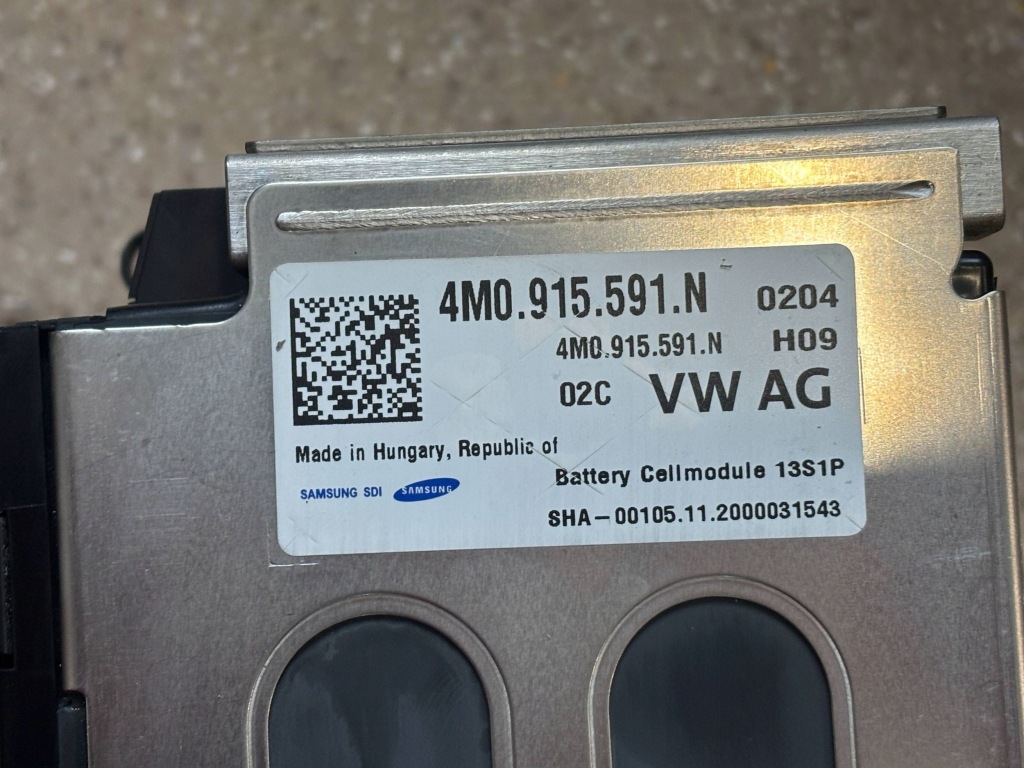 4M0.915.591.N 0204
4M0.915.591.N H09
02C VW AG
Made in Hungary, Republic of
Battery Cellmodule 13S1P
SAMSUNG SDI SAMSUNG
SHA-00105.11.2000031543